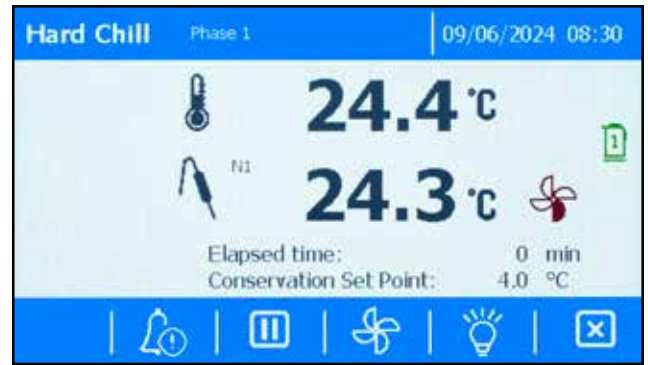 Hard Chill Phase 1 09/06/2024 08:30
24.4 °C
1
N1 24.3 °C
Elapsed time: 0 min
Conservation Set Point: 4.0 °C